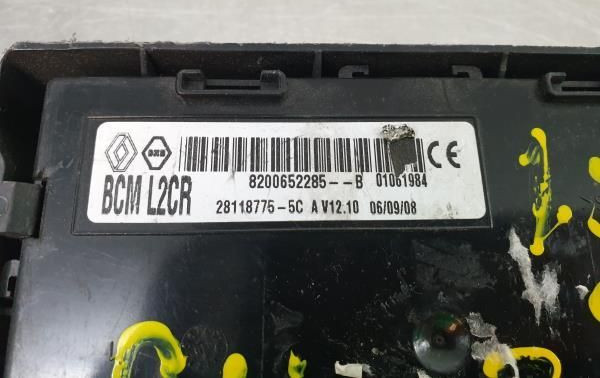 8200652285--B 01061984
BCM L2CR
28118775-5C A V12.10 06/09/08